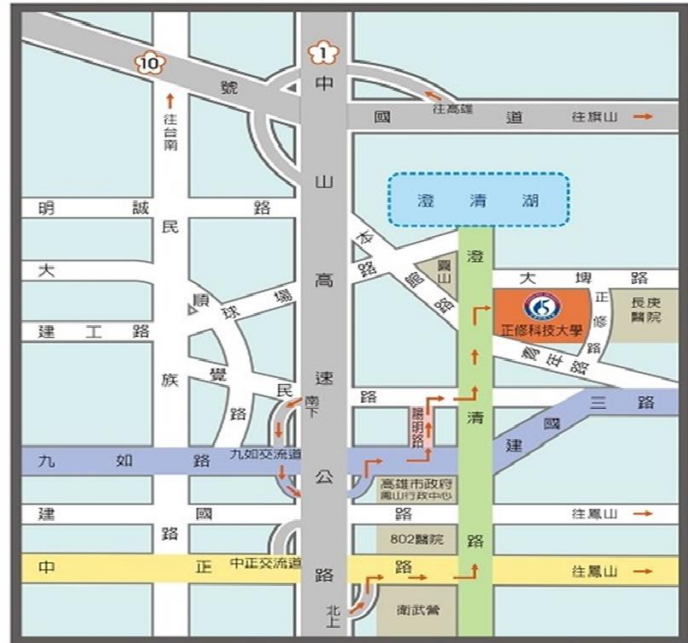 1
10
中山高速公路
號
國道
往高雄
往旗山
往台南
澄清湖
明誠路
民族路
大順路
本館路
球場路
圓山
澄清路
大埤路
正修科技大學
正修路
長庚醫院
建工路
青年路
覺民路
南下
陽明路
建國三路
九如路
九如交流道
高雄市政府
鳳山行政中心
建國路
往鳳山
802醫院
中正路
中正交流道
往鳳山
北上
衛武營